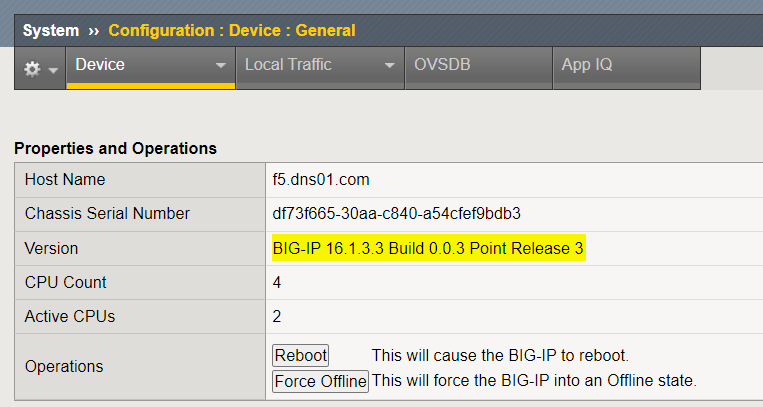 System ›› Configuration : Device : General
Device Local Traffic OVSDB App IQ
Properties and Operations
Host Name f5.dns01.com
Chassis Serial Number df73f665-30aa-c840-a54cfef9bdb3
Version BIG-IP 16.1.3.3 Build 0.0.3 Point Release 3
CPU Count 4
Active CPUs 2
Operations
Reboot This will cause the BIG-IP to reboot.
Force Offline This will force the BIG-IP into an Offline state.